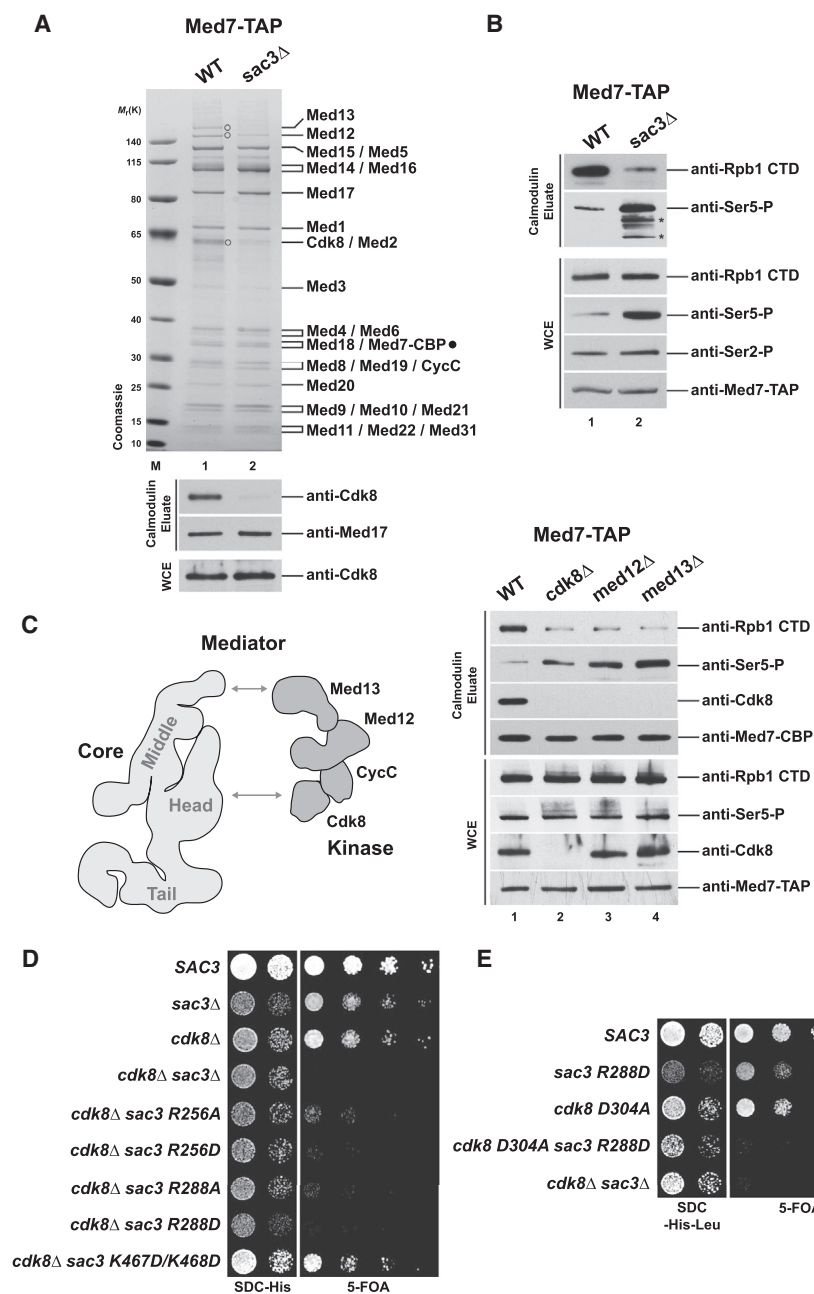 A
Med7-TAP
WT
sac3Δ
Mr(K)
140
115
80
65
50
40
30
25
15
10
Coomassie
Med13
Med12
Med15 / Med5
Med14 / Med16
Med17
Med1
Cdk8 / Med2
Med3
Med4 / Med6
Med18 / Med7-CBP●
Med8 / Med19 / CycC
Med20
Med9 / Med10 / Med21
Med11 / Med22 / Med31
M 1 2
Calmodulin Eluate
anti-Cdk8
anti-Med17
WCE
anti-Cdk8
B
Med7-TAP
WT
sac3Δ
Calmodulin Eluate
anti-Rpb1 CTD
anti-Ser5-P
*
*
WCE
anti-Rpb1 CTD
anti-Ser5-P
anti-Ser2-P
anti-Med7-TAP
1 2
C
Mediator
Core
Middle
Head
Tail
Med13
Med12
CycC
Cdk8
Kinase
Med7-TAP
WT
cdk8Δ
med12Δ
med13Δ
Calmodulin Eluate
anti-Rpb1 CTD
anti-Ser5-P
anti-Cdk8
anti-Med7-CBP
WCE
anti-Rpb1 CTD
anti-Ser5-P
anti-Cdk8
anti-Med7-TAP
1 2 3 4
D
SAC3
sac3Δ
cdk8Δ
cdk8Δ sac3Δ
cdk8Δ sac3 R256A
cdk8Δ sac3 R256D
cdk8Δ sac3 R288A
cdk8Δ sac3 R288D
cdk8Δ sac3 K467D/K468D
SDC-His
5-FOA
E
SAC3
sac3 R288D
cdk8 D304A
cdk8 D304A sac3 R288D
cdk8Δ sac3Δ
SDC
-His-Leu
5-FOA